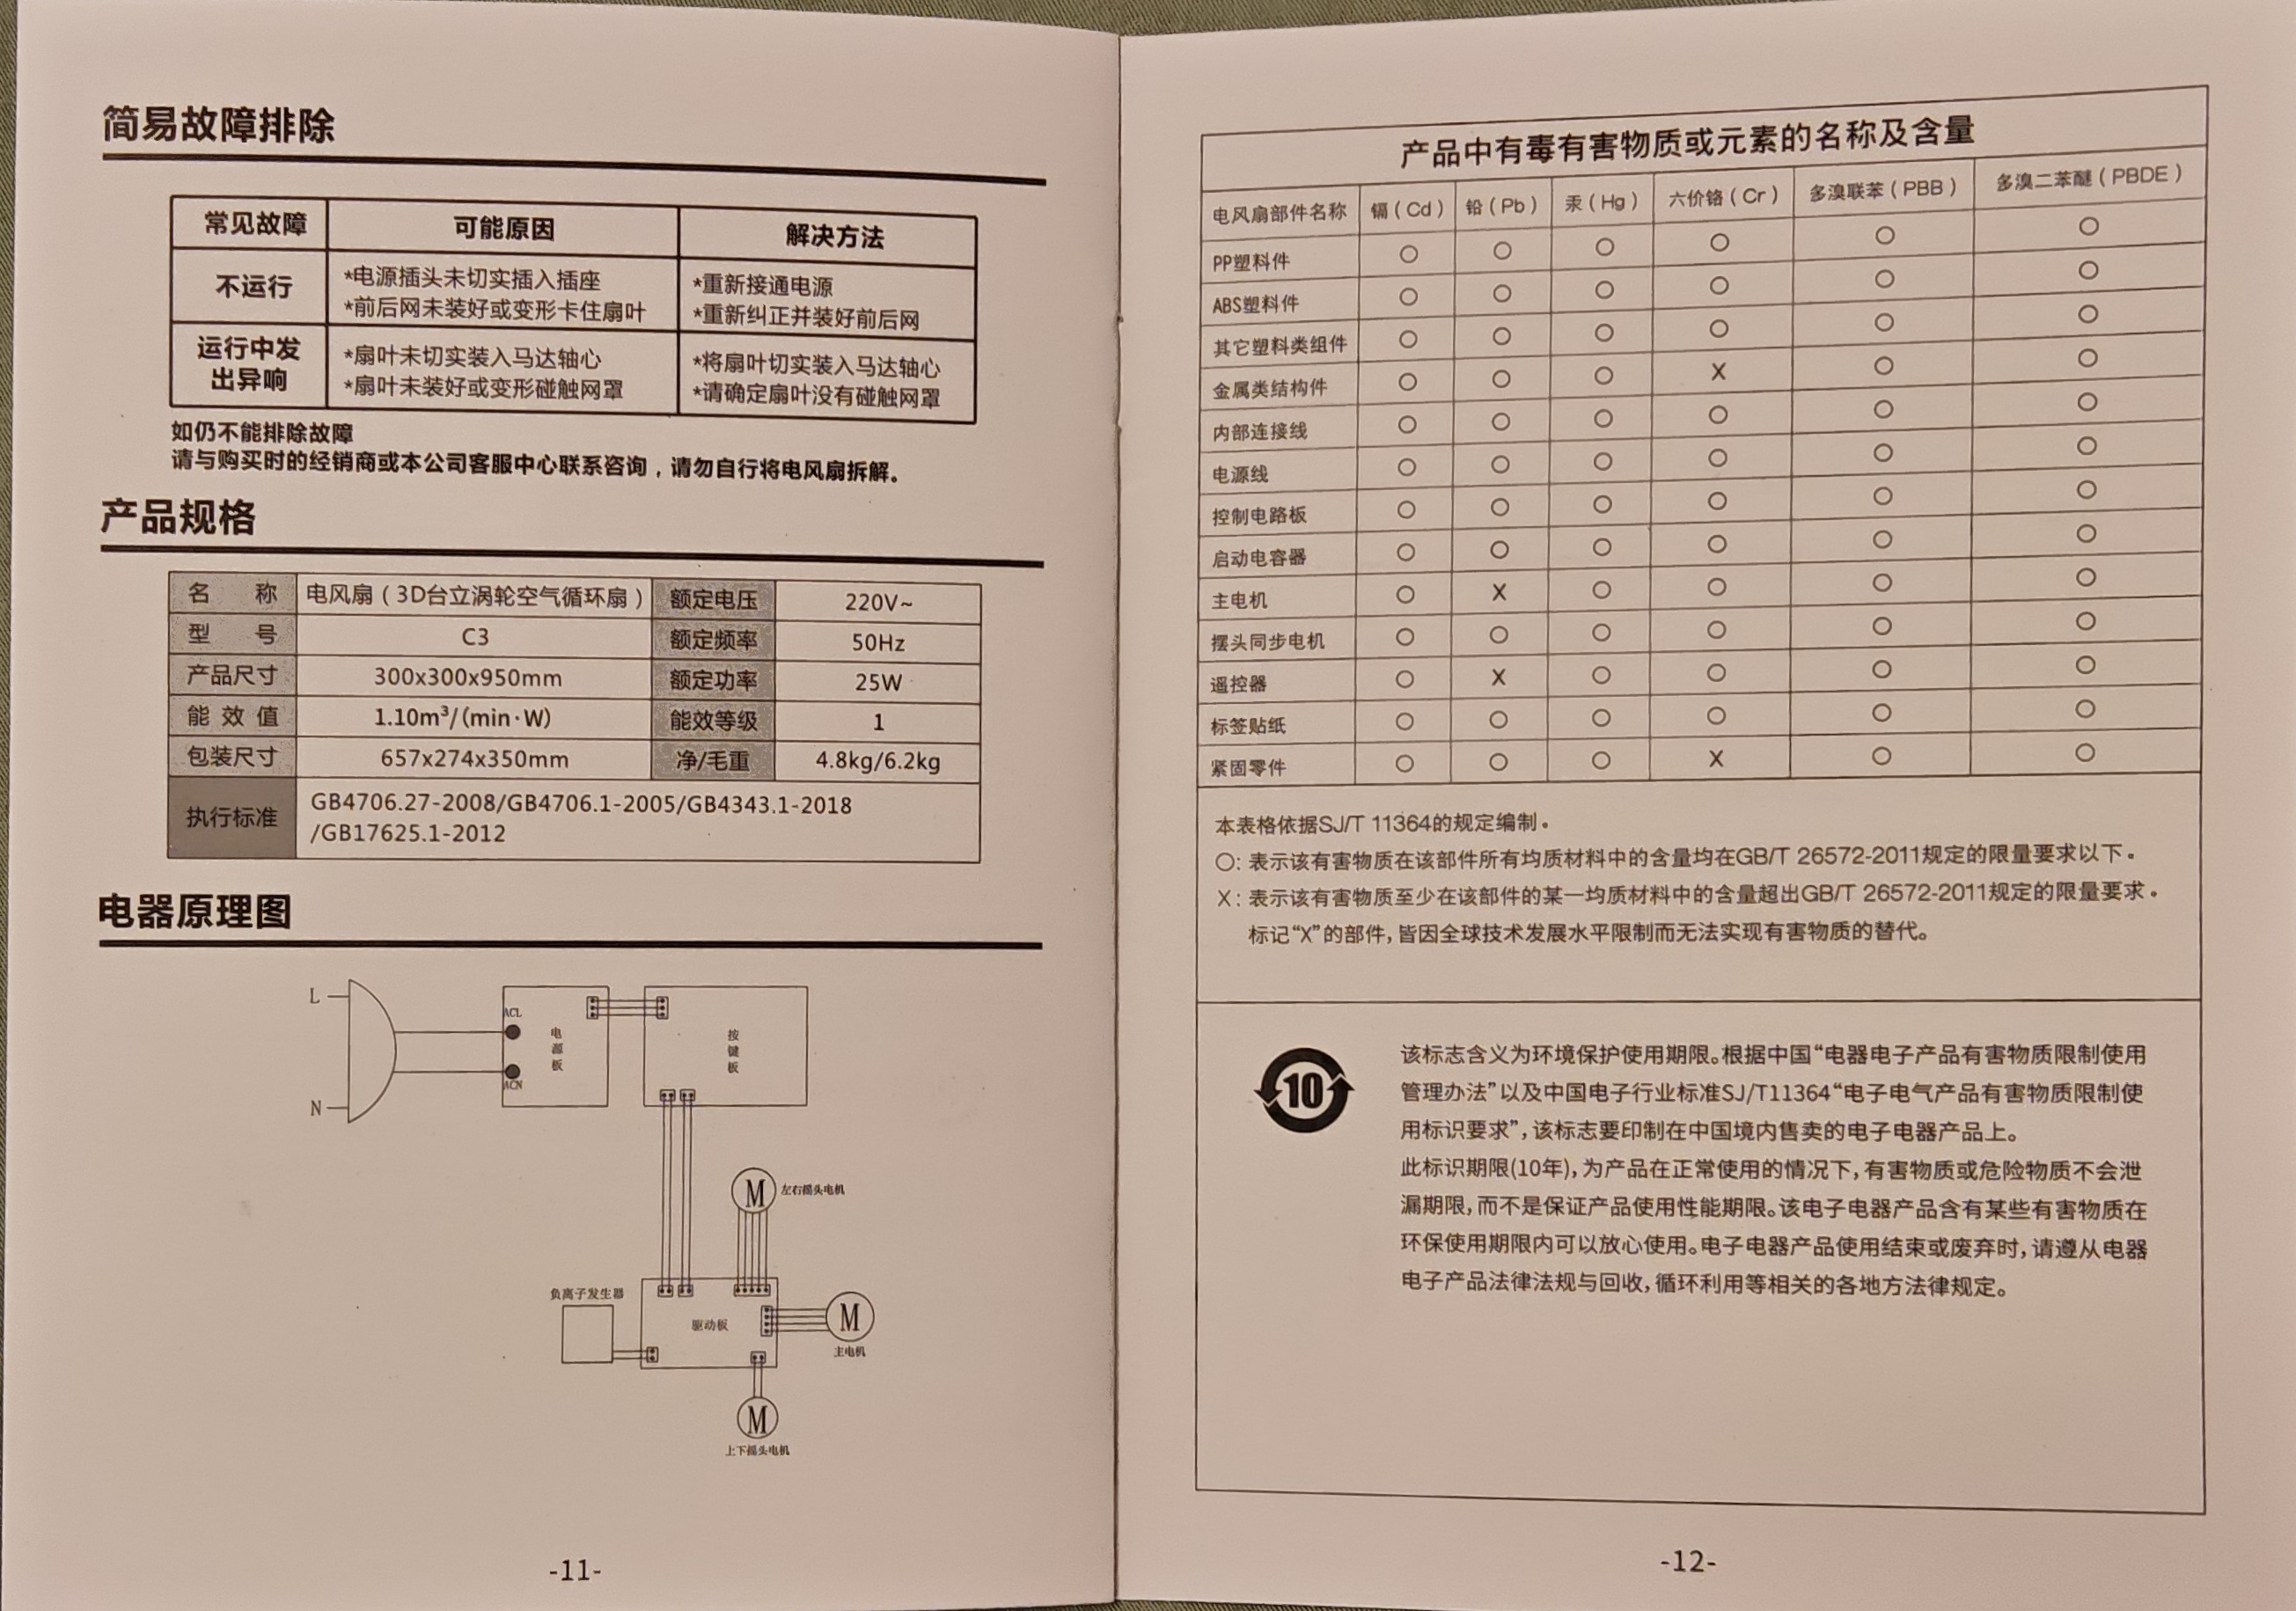 简易故障排除
常见故障 可能原因 解决方法
不运行 *电源插头未切实插入插座 *重新接通电源
*前后网未装好或变形卡住扇叶 *重新纠正并装好前后网
运行中发 *扇叶未切实装入马达轴心 *将扇叶切实装入马达轴心
出异响 *扇叶未装好或变形碰触网罩 *请确定扇叶没有碰触网罩
如仍不能排除故障
请与购买时的经销商或本公司客服中心联系咨询，请勿自行将电风扇拆解。
产品规格
名 称 电风扇（3D台立涡轮空气循环扇） 额定电压 220V~
型 号 C3 额定频率 50Hz
产品尺寸 300x300x950mm 额定功率 25W
能 效 值 1.10m³/(min·W) 能效等级 1
包装尺寸 657x274x350mm 净/毛重 4.8kg/6.2kg
执行标准 GB4706.27-2008/GB4706.1-2005/GB4343.1-2018
/GB17625.1-2012
电器原理图
L
N
ACL
ACN
电源板
按键板
M 左右摇头电机
负离子发生器
驱动板
M
主电机
M
上下摇头电机
-11-
产品中有毒有害物质或元素的名称及含量
电风扇部件名称 镉（Cd） 铅（Pb） 汞（Hg） 六价铬（Cr） 多溴联苯（PBB） 多溴二苯醚（PBDE）
PP塑料件 ○ ○ ○ ○ ○ ○
ABS塑料件 ○ ○ ○ ○ ○ ○
其它塑料类组件 ○ ○ ○ ○ ○ ○
金属类结构件 ○ ○ ○ X ○ ○
内部连接线 ○ ○ ○ ○ ○ ○
电源线 ○ ○ ○ ○ ○ ○
控制电路板 ○ ○ ○ ○ ○ ○
启动电容器 ○ ○ ○ ○ ○ ○
主电机 ○ X ○ ○ ○ ○
摆头同步电机 ○ ○ ○ ○ ○ ○
遥控器 ○ X ○ ○ ○ ○
标签贴纸 ○ ○ ○ ○ ○ ○
紧固零件 ○ ○ ○ X ○ ○
本表格依据SJ/T 11364的规定编制。
○: 表示该有害物质在该部件所有均质材料中的含量均在GB/T 26572-2011规定的限量要求以下。
X: 表示该有害物质至少在该部件的某一均质材料中的含量超出GB/T 26572-2011规定的限量要求。
标记“X”的部件,皆因全球技术发展水平限制而无法实现有害物质的替代。
10
该标志含义为环境保护使用期限。根据中国“电器电子产品有害物质限制使用
管理办法”以及中国电子行业标准SJ/T11364“电子电气产品有害物质限制使
用标识要求”,该标志要印制在中国境内售卖的电子电器产品上。
此标识期限(10年),为产品在正常使用的情况下,有害物质或危险物质不会泄
漏期限,而不是保证产品使用性能期限。该电子电器产品含有某些有害物质在
环保使用期限内可以放心使用。电子电器产品使用结束或废弃时,请遵从电器
电子产品法律法规与回收,循环利用等相关的各地方法律规定。
-12-